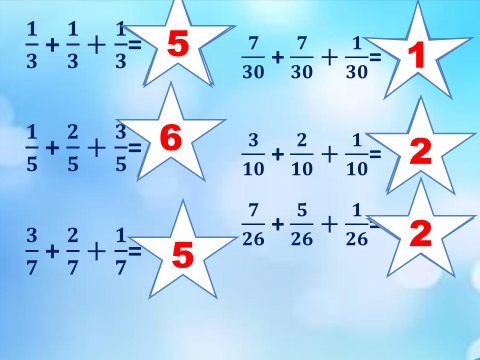 1/3 + 1/3 + 1/3 = 5
1/5 + 2/5 + 3/5 = 6
3/7 + 2/7 + 1/7 = 5
7/30 + 7/30 + 1/30 = 1
3/10 + 2/10 + 1/10 = 2
7/26 + 5/26 + 1/26 = 2